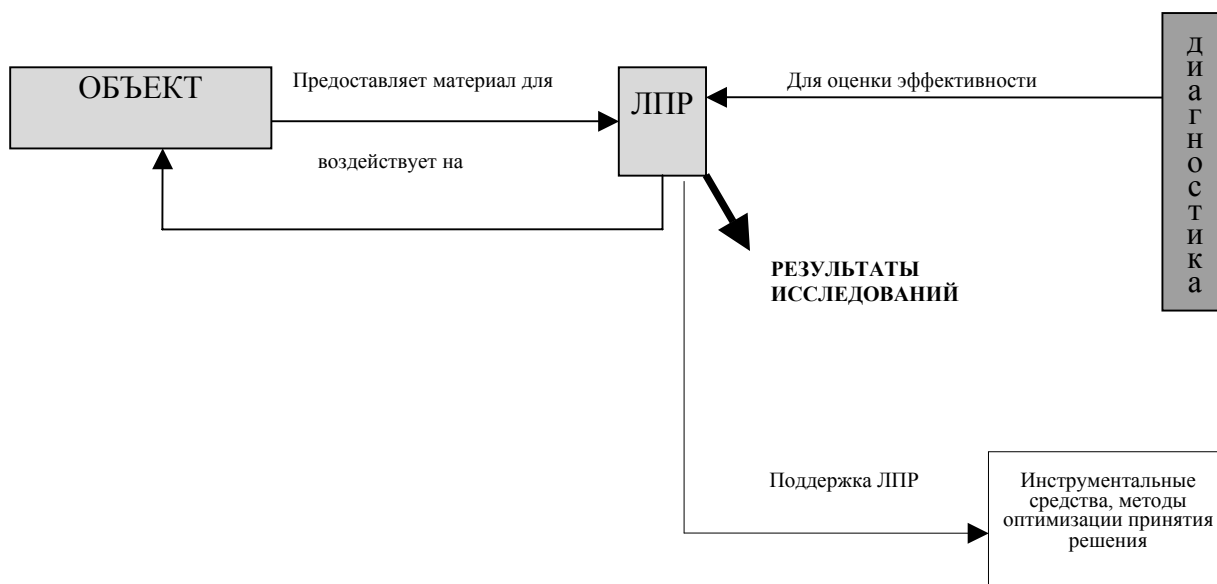 ОБЪЕКТ
Предоставляет материал для
воздействует на
ЛПР
Для оценки эффективности
диагностика
РЕЗУЛЬТАТЫ
ИССЛЕДОВАНИЙ
Поддержка ЛПР
Инструментальные
средства, методы
оптимизации принятия
решения